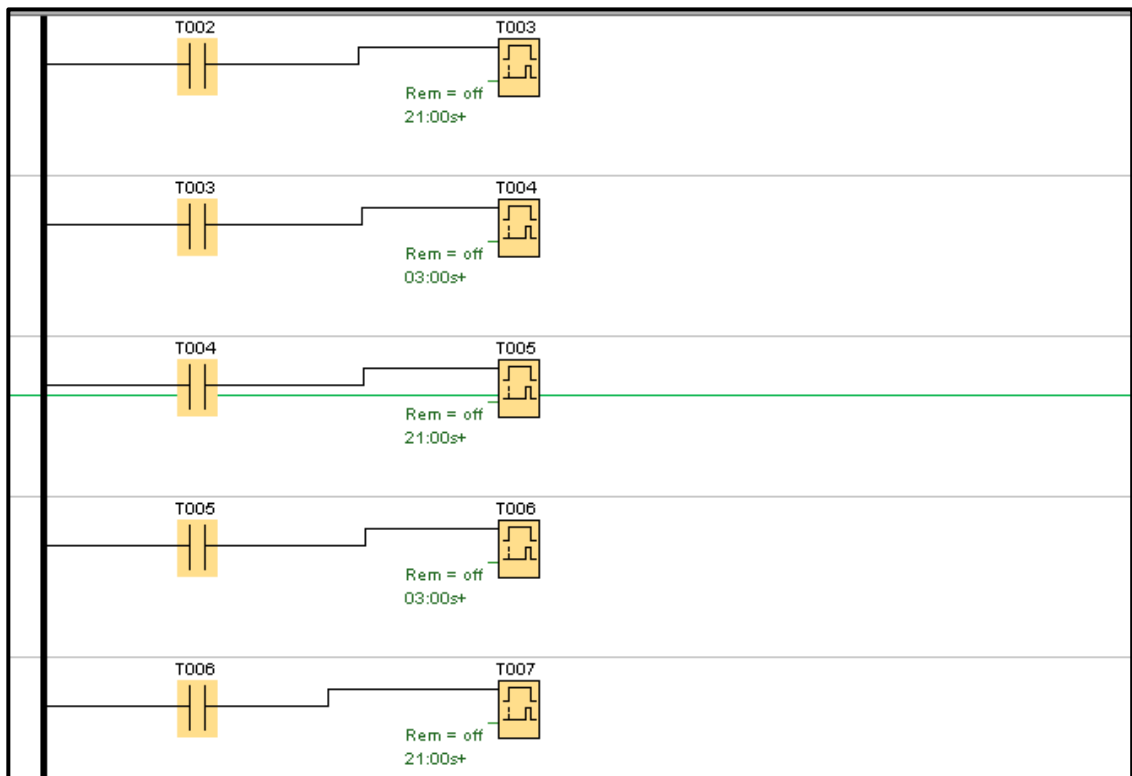 T002 T003
Rem = off
21:00s+
T003 T004
Rem = off
03:00s+
T004 T005
Rem = off
21:00s+
T005 T006
Rem = off
03:00s+
T006 T007
Rem = off
21:00s+